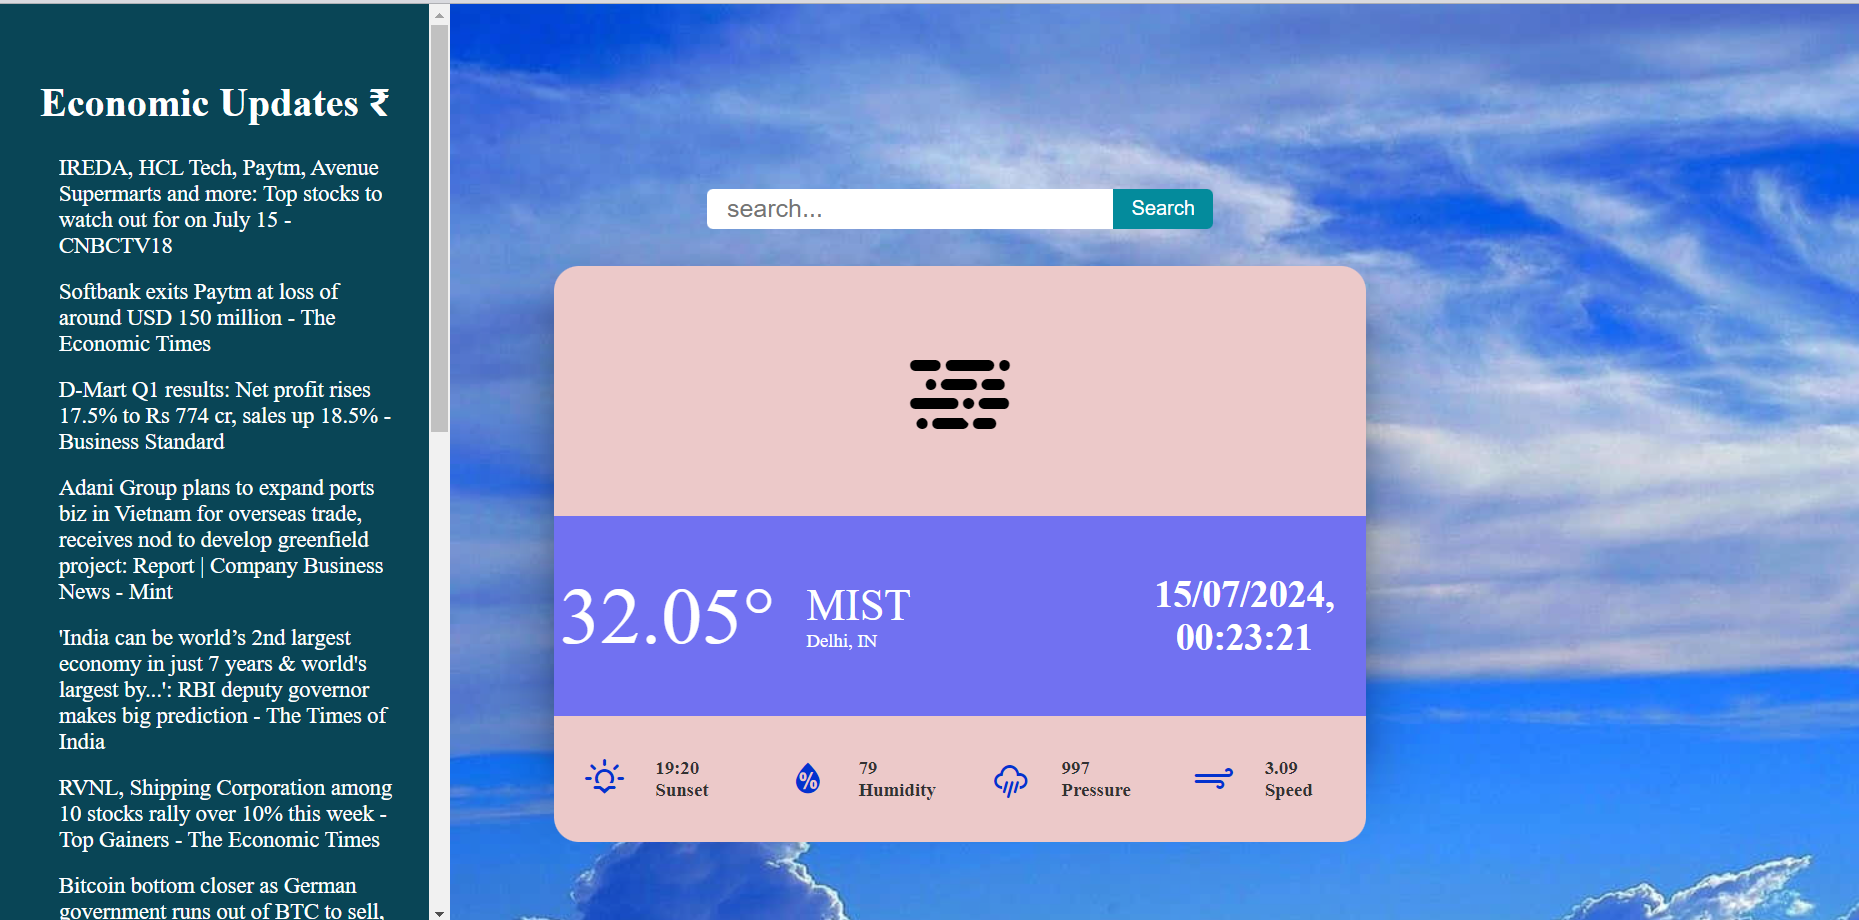 Economic Updates ₹
IREDA, HCL Tech, Paytm, Avenue
Supermarts and more: Top stocks to
watch out for on July 15 -
CNBCTV18
Softbank exits Paytm at loss of
around USD 150 million - The
Economic Times
D-Mart Q1 results: Net profit rises
17.5% to Rs 774 cr, sales up 18.5% -
Business Standard
Adani Group plans to expand ports
biz in Vietnam for overseas trade,
receives nod to develop greenfield
project: Report | Company Business
News - Mint
'India can be world’s 2nd largest
economy in just 7 years & world's
largest by...': RBI deputy governor
makes big prediction - The Times of
India
RVNL, Shipping Corporation among
10 stocks rally over 10% this week -
Top Gainers - The Economic Times
Bitcoin bottom closer as German
government runs out of BTC to sell,
search...
Search
32.05°
MIST
Delhi, IN
15/07/2024,
00:23:21
19:20
Sunset
%
79
Humidity
997
Pressure
3.09
Speed